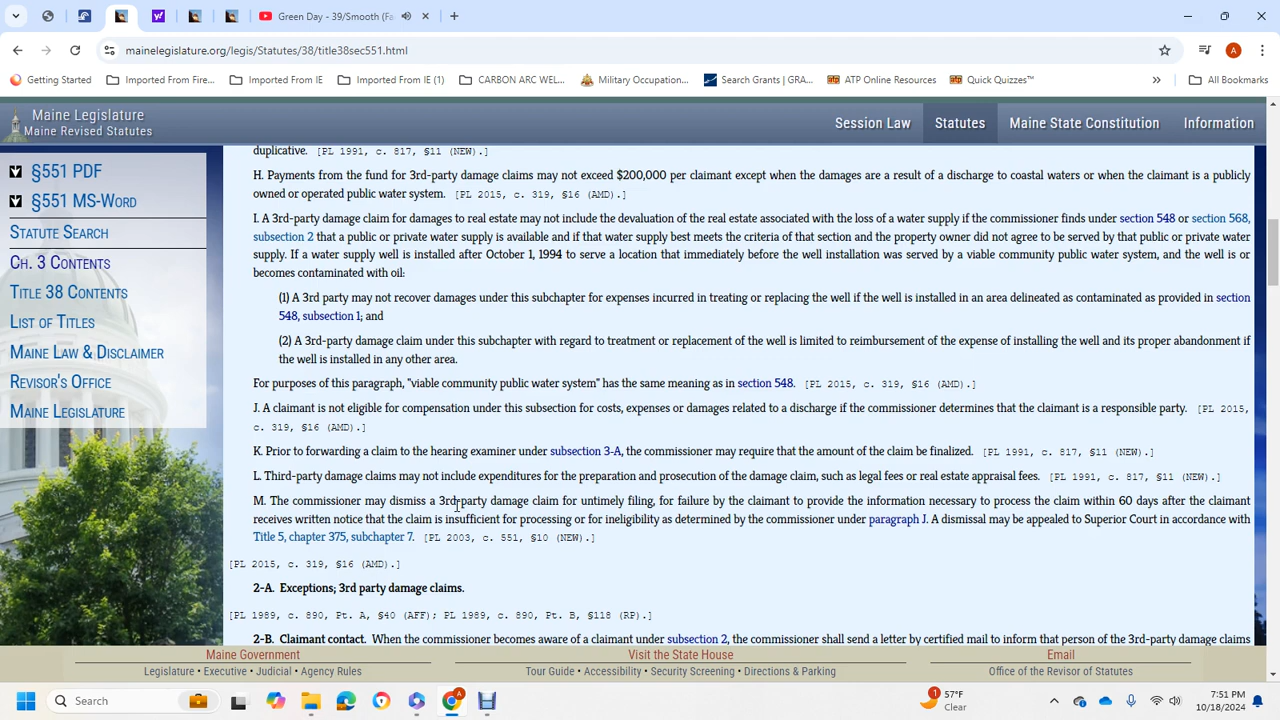 Green Day - 39/Smooth (Fa
mainelegislature.org/legis/Statutes/38/title38sec551.html
A
Getting Started
Imported From Fire...
Imported From IE
Imported From IE (1)
CARBON ARC WEL...
Military Occupation...
Search Grants | GRA...
ATP Online Resources
Quick Quizzes™
»
All Bookmarks
Maine Legislature
Maine Revised Statutes
Session Law
Statutes
Maine State Constitution
Information
§551 PDF
§551 MS-Word
Statute Search
Ch. 3 Contents
Title 38 Contents
List of Titles
Maine Law & Disclaimer
Revisor's Office
Maine Legislature
duplicative. [PL 1991, c. 817, §11 (NEW).]
H. Payments from the fund for 3rd-party damage claims may not exceed $200,000 per claimant except when the damages are a result of a discharge to coastal waters or when the claimant is a publicly
owned or operated public water system. [PL 2015, c. 319, §16 (AMD).]
I. A 3rd-party damage claim for damages to real estate may not include the devaluation of the real estate associated with the loss of a water supply if the commissioner finds under section 548 or section 568,
subsection 2 that a public or private water supply is available and if that water supply best meets the criteria of that section and the property owner did not agree to be served by that public or private water
supply. If a water supply well is installed after October 1, 1994 to serve a location that immediately before the well installation was served by a viable community public water system, and the well is or
becomes contaminated with oil:
(1) A 3rd party may not recover damages under this subchapter for expenses incurred in treating or replacing the well if the well is installed in an area delineated as contaminated as provided in section
548, subsection 1; and
(2) A 3rd-party damage claim under this subchapter with regard to treatment or replacement of the well is limited to reimbursement of the expense of installing the well and its proper abandonment if
the well is installed in any other area.
For purposes of this paragraph, "viable community public water system" has the same meaning as in section 548. [PL 2015, c. 319, §16 (AMD).]
J. A claimant is not eligible for compensation under this subsection for costs, expenses or damages related to a discharge if the commissioner determines that the claimant is a responsible party. [PL 2015,
c. 319, §16 (AMD).]
K. Prior to forwarding a claim to the hearing examiner under subsection 3-A, the commissioner may require that the amount of the claim be finalized. [PL 1991, c. 817, §11 (NEW).]
L. Third-party damage claims may not include expenditures for the preparation and prosecution of the damage claim, such as legal fees or real estate appraisal fees. [PL 1991, c. 817, §11 (NEW).]
M. The commissioner may dismiss a 3rd-party damage claim for untimely filing, for failure by the claimant to provide the information necessary to process the claim within 60 days after the claimant
receives written notice that the claim is insufficient for processing or for ineligibility as determined by the commissioner under paragraph J. A dismissal may be appealed to Superior Court in accordance with
Title 5, chapter 375, subchapter 7. [PL 2003, c. 551, §10 (NEW).]
[PL 2015, c. 319, §16 (AMD).]
2-A. Exceptions; 3rd party damage claims.
[PL 1989, c. 890, Pt. A, §40 (AFF); PL 1989, c. 890, Pt. B, §118 (RP).]
2-B. Claimant contact. When the commissioner becomes aware of a claimant under subsection 2, the commissioner shall send a letter by certified mail to inform that person of the 3rd-party damage claims
Maine Government
Legislature • Executive • Judicial • Agency Rules
Visit the State House
Tour Guide • Accessibility • Security Screening • Directions & Parking
Email
Office of the Revisor of Statutes
Search
1
57°F
Clear
7:51 PM
10/18/2024